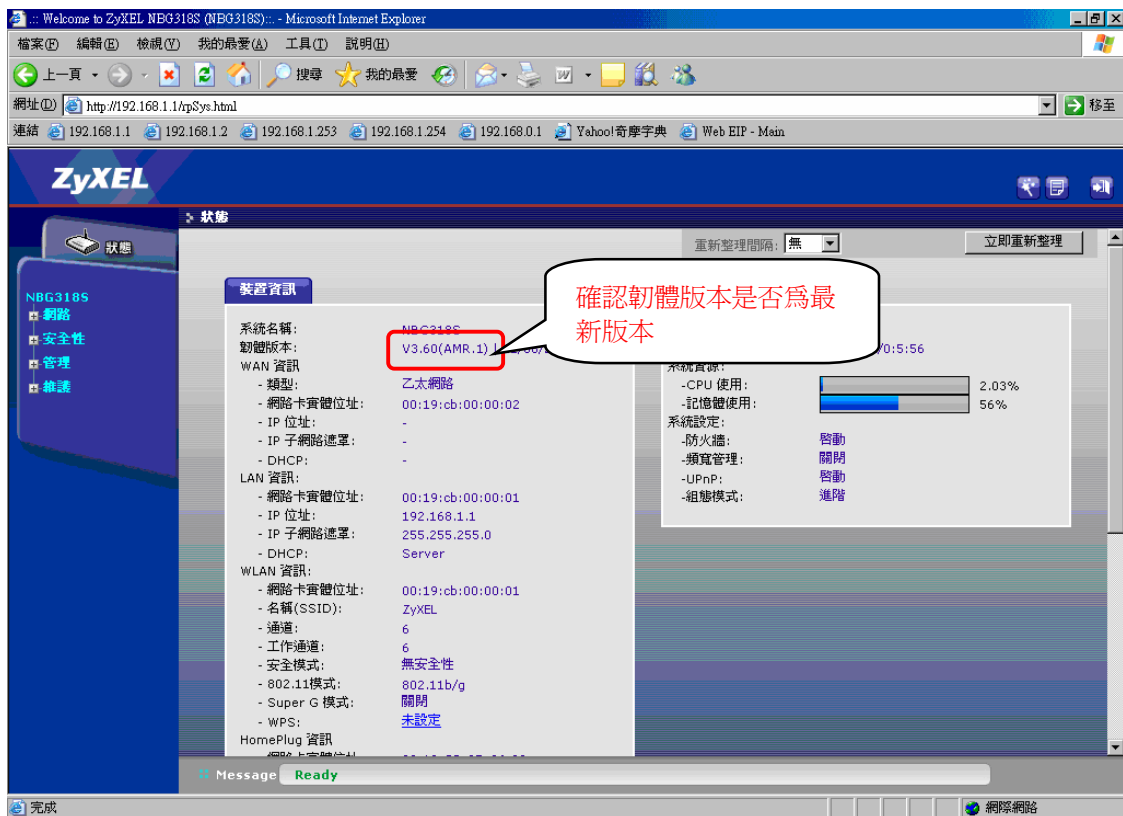 .:: Welcome to ZyXEL NBG318S (NBG318S)::. - Microsoft Internet Explorer
檔案(F) 編輯(E) 檢視(V) 我的最愛(A) 工具(T) 說明(H)
上一頁 搜尋 我的最愛
網址(D) http://192.168.1.1/rpSys.html 移至
連結 192.168.1.1 192.168.1.2 192.168.1.253 192.168.1.254 192.168.0.1 Yahoo!奇摩字典 Web EIP - Main
ZyXEL
狀態
狀態
重新整理間隔: 無 立即重新整理
NBG318S
網路
安全性
管理
維護
裝置資訊
確認韌體版本是否為最
新版本
系統名稱: NBG318S
韌體版本: V3.60(AMR.1)
WAN 資訊
- 類型: 乙太網路
- 網路卡實體位址: 00:19:cb:00:00:02
- IP 位址: -
- IP 子網路遮罩: -
- DHCP: -
LAN 資訊:
- 網路卡實體位址: 00:19:cb:00:00:01
- IP 位址: 192.168.1.1
- IP 子網路遮罩: 255.255.255.0
- DHCP: Server
WLAN 資訊:
- 網路卡實體位址: 00:19:cb:00:00:01
- 名稱(SSID): ZyXEL
- 通道: 6
- 工作通道: 6
- 安全模式: 無安全性
- 802.11模式: 802.11b/g
- Super G 模式: 關閉
- WPS: 未設定
HomePlug 資訊
0:5:56
系統資源:
-CPU 使用: 2.03%
-記憶體使用: 56%
系統設定:
-防火牆: 啓動
-頻寬管理: 關閉
-UPnP: 啓動
-組態模式: 進階
Message Ready
完成 網際網路